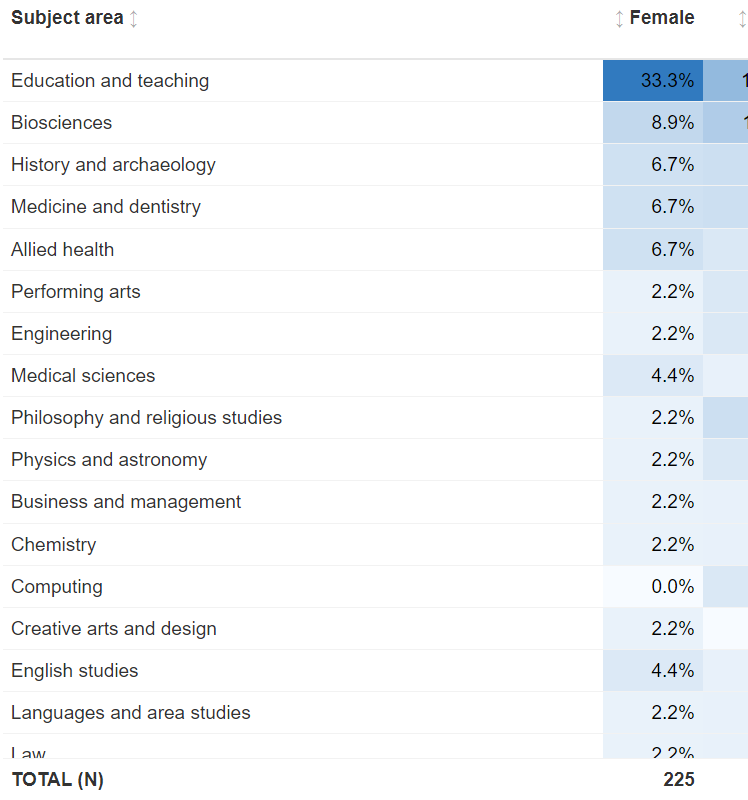 Subject area Female
Education and teaching 33.3% 1
Biosciences 8.9% 1
History and archaeology 6.7%
Medicine and dentistry 6.7%
Allied health 6.7%
Performing arts 2.2%
Engineering 2.2%
Medical sciences 4.4%
Philosophy and religious studies 2.2%
Physics and astronomy 2.2%
Business and management 2.2%
Chemistry 2.2%
Computing 0.0%
Creative arts and design 2.2%
English studies 4.4%
Languages and area studies 2.2%
Law 2.2%
TOTAL (N) 225